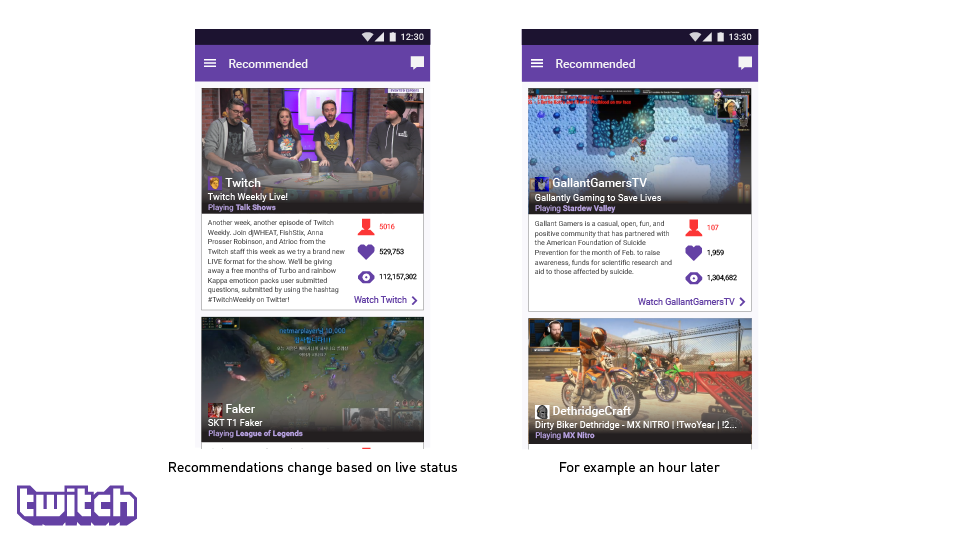 12:30
Recommended
Twitch
Twitch Weekly Live!
Playing Talk Shows
Another week, another episode of Twitch
Weekly. Join djWHEAT, FishStix, Anna
Prosser Robinson, and Atrioc from the
Twitch staff this week as we try a brand new
LIVE format for the show. We'll be giving
away a free months of Turbo and rainbow
Kappa emoticon packs user submitted
questions, submitted by using the hashtag
#TwitchWeekly on Twitter!
5016
529,753
112,157,302
Watch Twitch
Faker
SKT T1 Faker
Playing League of Legends
Recommendations change based on live status
13:30
Recommended
GallantGamersTV
Gallantly Gaming to Save Lives
Playing Stardew Valley
Gallant Gamers is a casual, open, fun, and
positive community that has partnered with
the American Foundation of Suicide
Prevention for the month of Feb. to raise
awareness, funds for scientific research and
aid to those affected by suicide.
107
1,959
1,304,682
Watch GallantGamersTV
DethridgeCraft
Dirty Biker Dethridge - MX NITRO | !TwoYear | !2...
Playing MX Nitro
For example an hour later
twitch